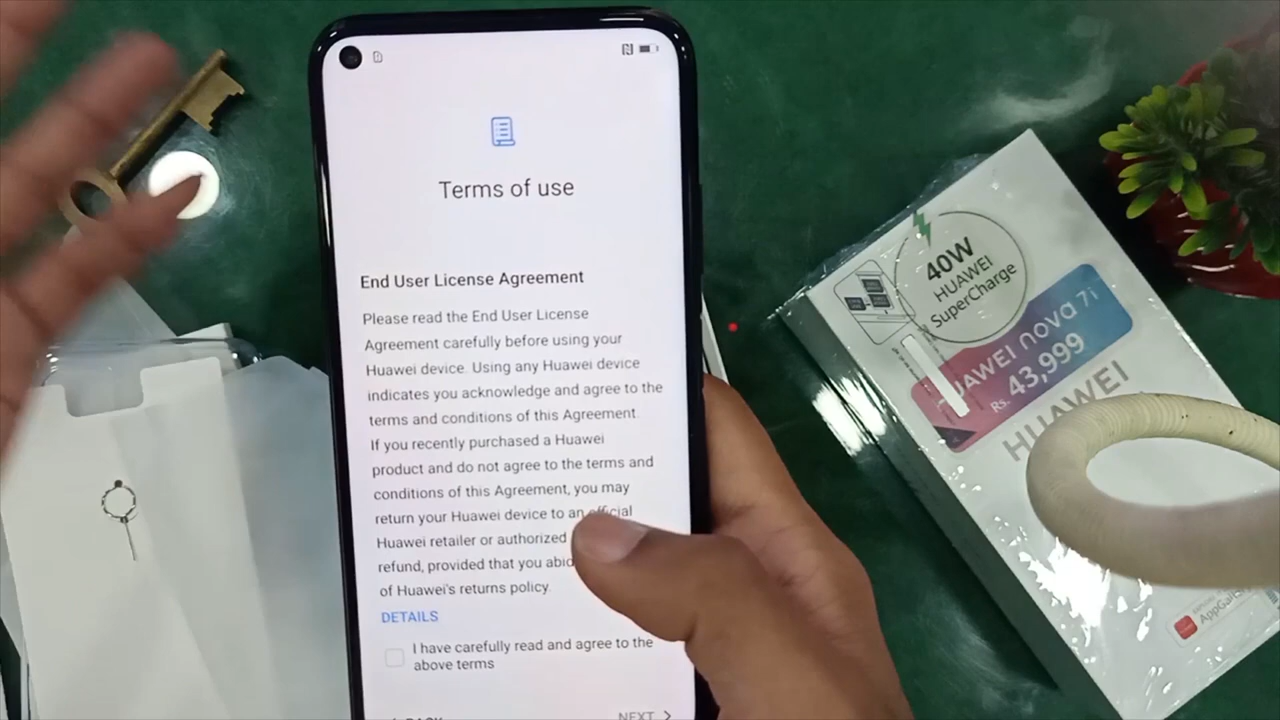 Terms of use
End User License Agreement
Please read the End User License
Agreement carefully before using your
Huawei device. Using any Huawei device
indicates you acknowledge and agree to the
terms and conditions of this Agreement.
If you recently purchased a Huawei
product and do not agree to the terms and
conditions of this Agreement, you may
return your Huawei device to an official
Huawei retailer or authorized
refund, provided that you
of Huawei's returns policy.
DETAILS
I have carefully read and agree to the
above terms
BACK
NEXT
40W
HUAWEI
SuperCharge
HUAWEI nova 7i
Rs. 43,999
HUAWEI